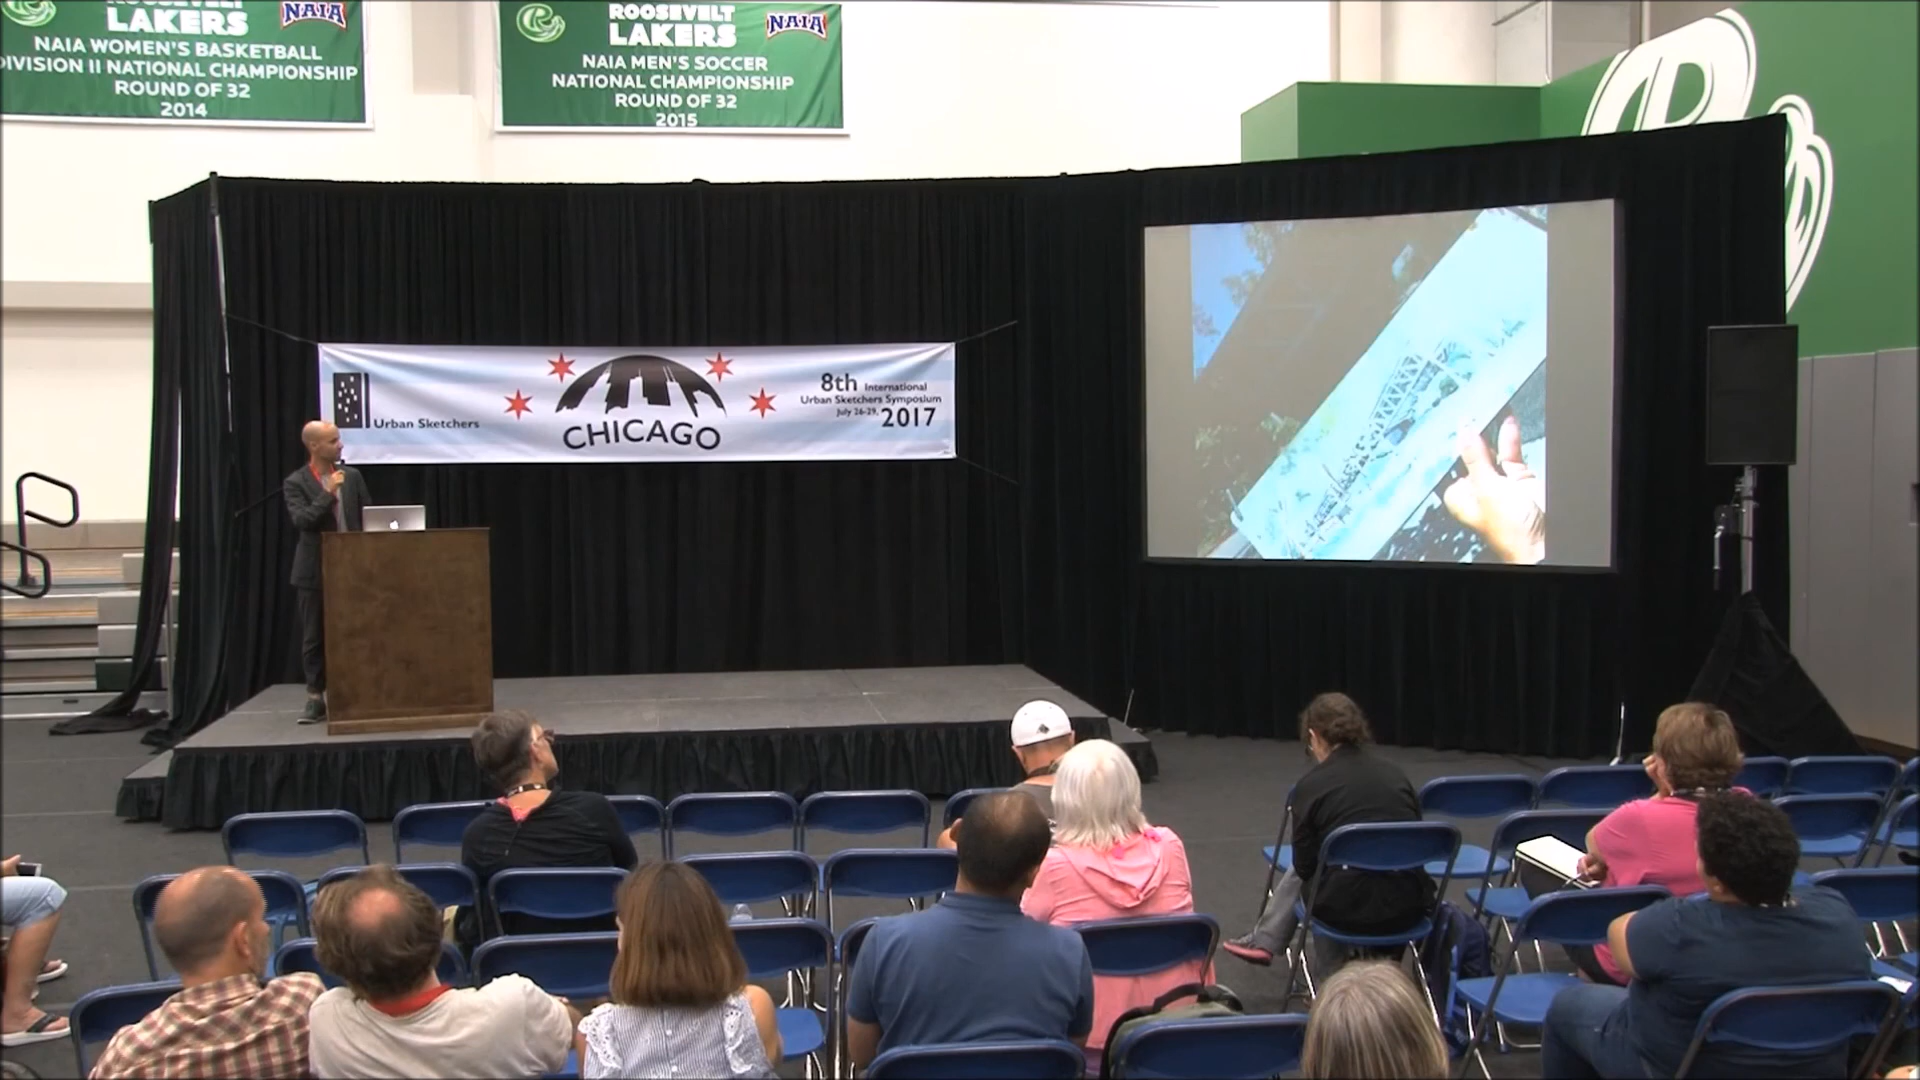 ROOSEVELT
LAKERS
NAIA
NAIA WOMEN'S BASKETBALL
DIVISION II NATIONAL CHAMPIONSHIP
ROUND OF 32
2014
ROOSEVELT
LAKERS
NAIA
NAIA MEN'S SOCCER
NATIONAL CHAMPIONSHIP
ROUND OF 32
2015
Urban Sketchers
CHICAGO
8th International
Urban Sketchers Symposium
July 26-29, 2017